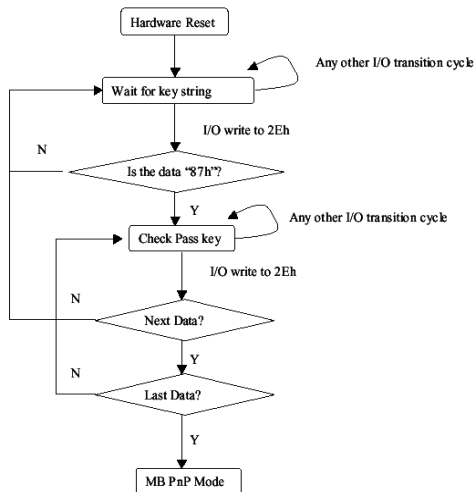 Hardware Reset
Any other I/O transition cycle
Wait for key string
I/O write to 2Eh
N
Is the data "87h"?
Y
Any other I/O transition cycle
Check Pass key
I/O write to 2Eh
N
Next Data?
Y
N
Last Data?
Y
MB PnP Mode